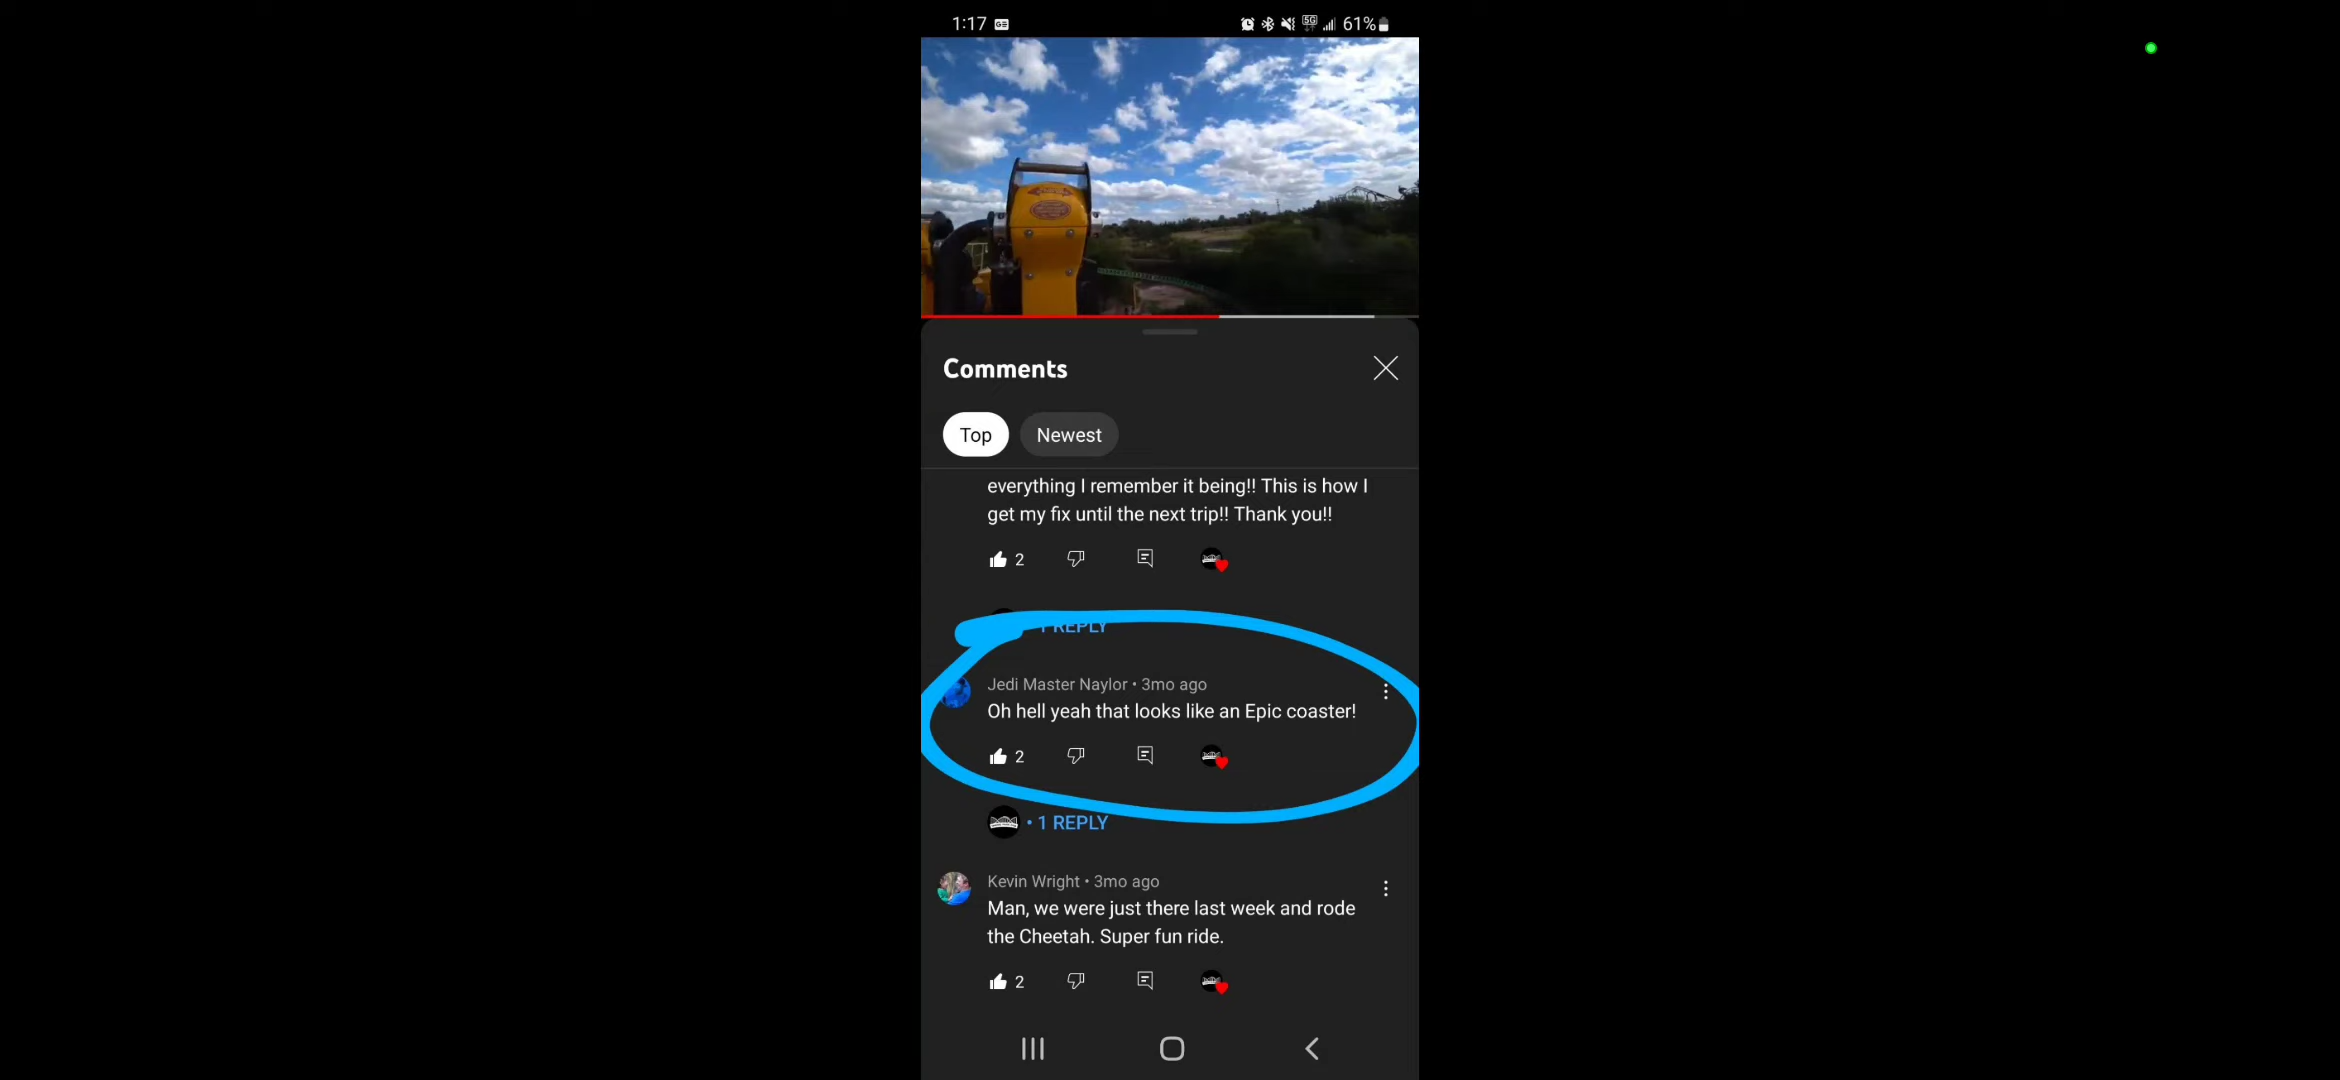 1:17
5G
61%
Comments
Top
Newest
everything I remember it being!! This is how I
get my fix until the next trip!! Thank you!!
2
1 REPLY
Jedi Master Naylor • 3mo ago
Oh hell yeah that looks like an Epic coaster!
2
• 1 REPLY
Kevin Wright • 3mo ago
Man, we were just there last week and rode
the Cheetah. Super fun ride.
2